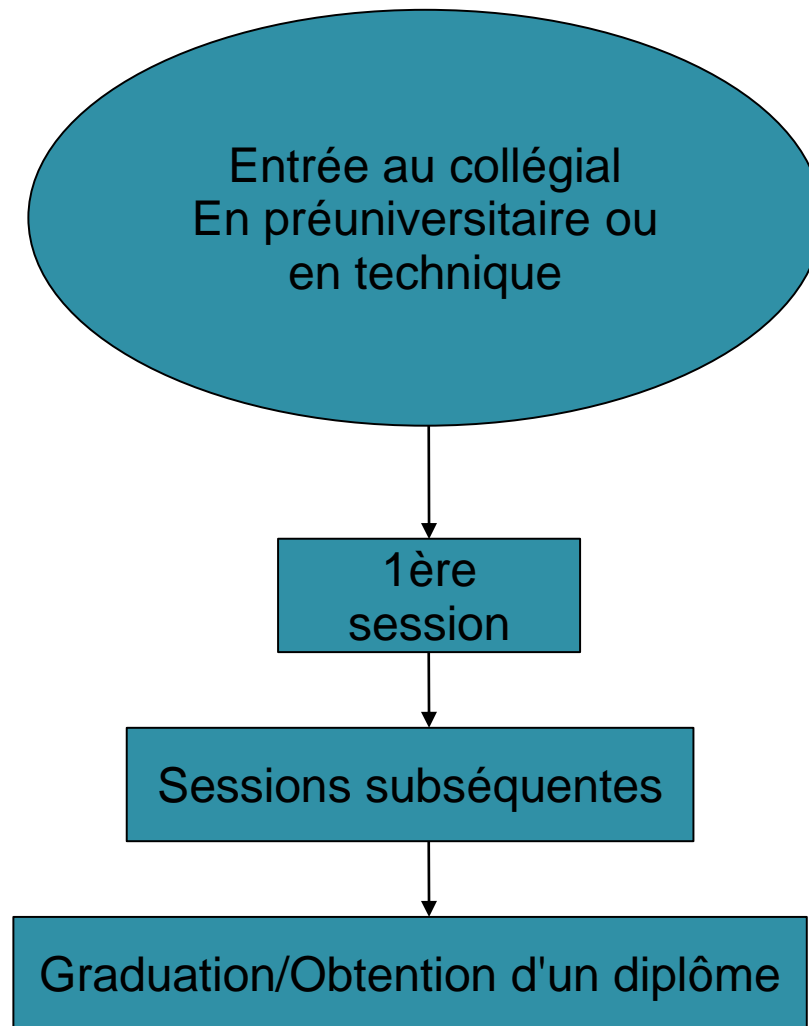 Entrée au collégial
En préuniversitaire ou
en technique
1ère
session
Sessions subséquentes
Graduation/Obtention d'un diplôme